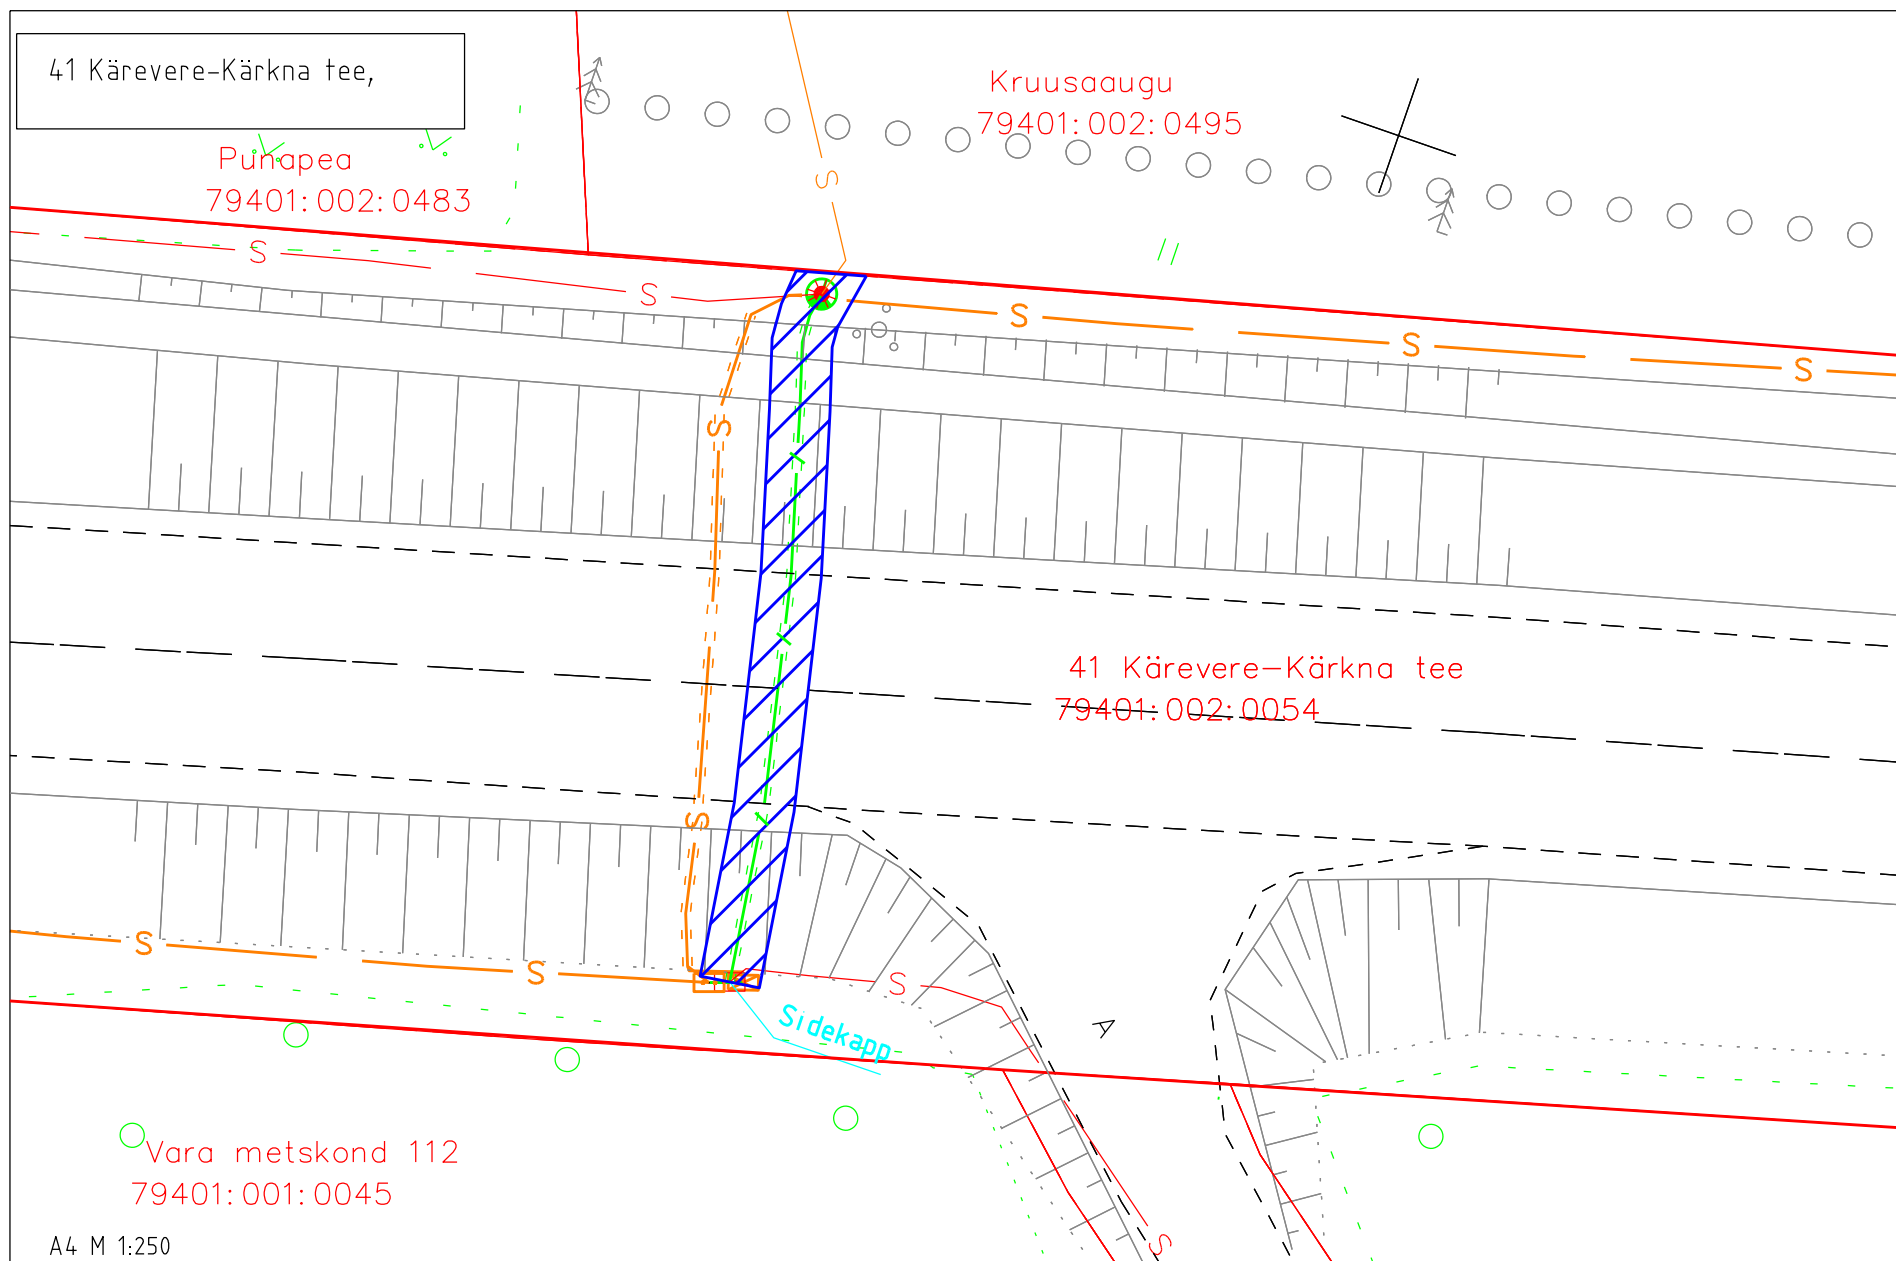 41 Kärevere-Kärkna tee,
Kruusaaugu
79401:002:0495
Punapea
79401:002:0483
S
S
S
S
S
S
S
41 Kärevere-Kärkna tee
79401:002:0054
S
S
S
S
Sidekapp
A
Vara metskond 112
79401:001:0045
S
A4 M 1:250